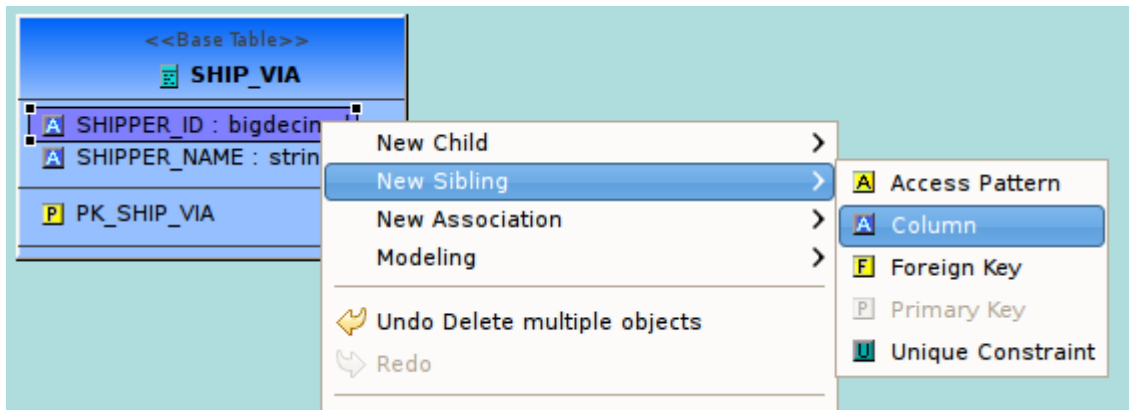 <<Base Table>>
SHIP_VIA
A SHIPPER_ID : bigdecim
A SHIPPER_NAME : strin
P PK_SHIP_VIA
New Child
New Sibling
New Association
Modeling
Undo Delete multiple objects
Redo
A Access Pattern
A Column
F Foreign Key
P Primary Key
U Unique Constraint